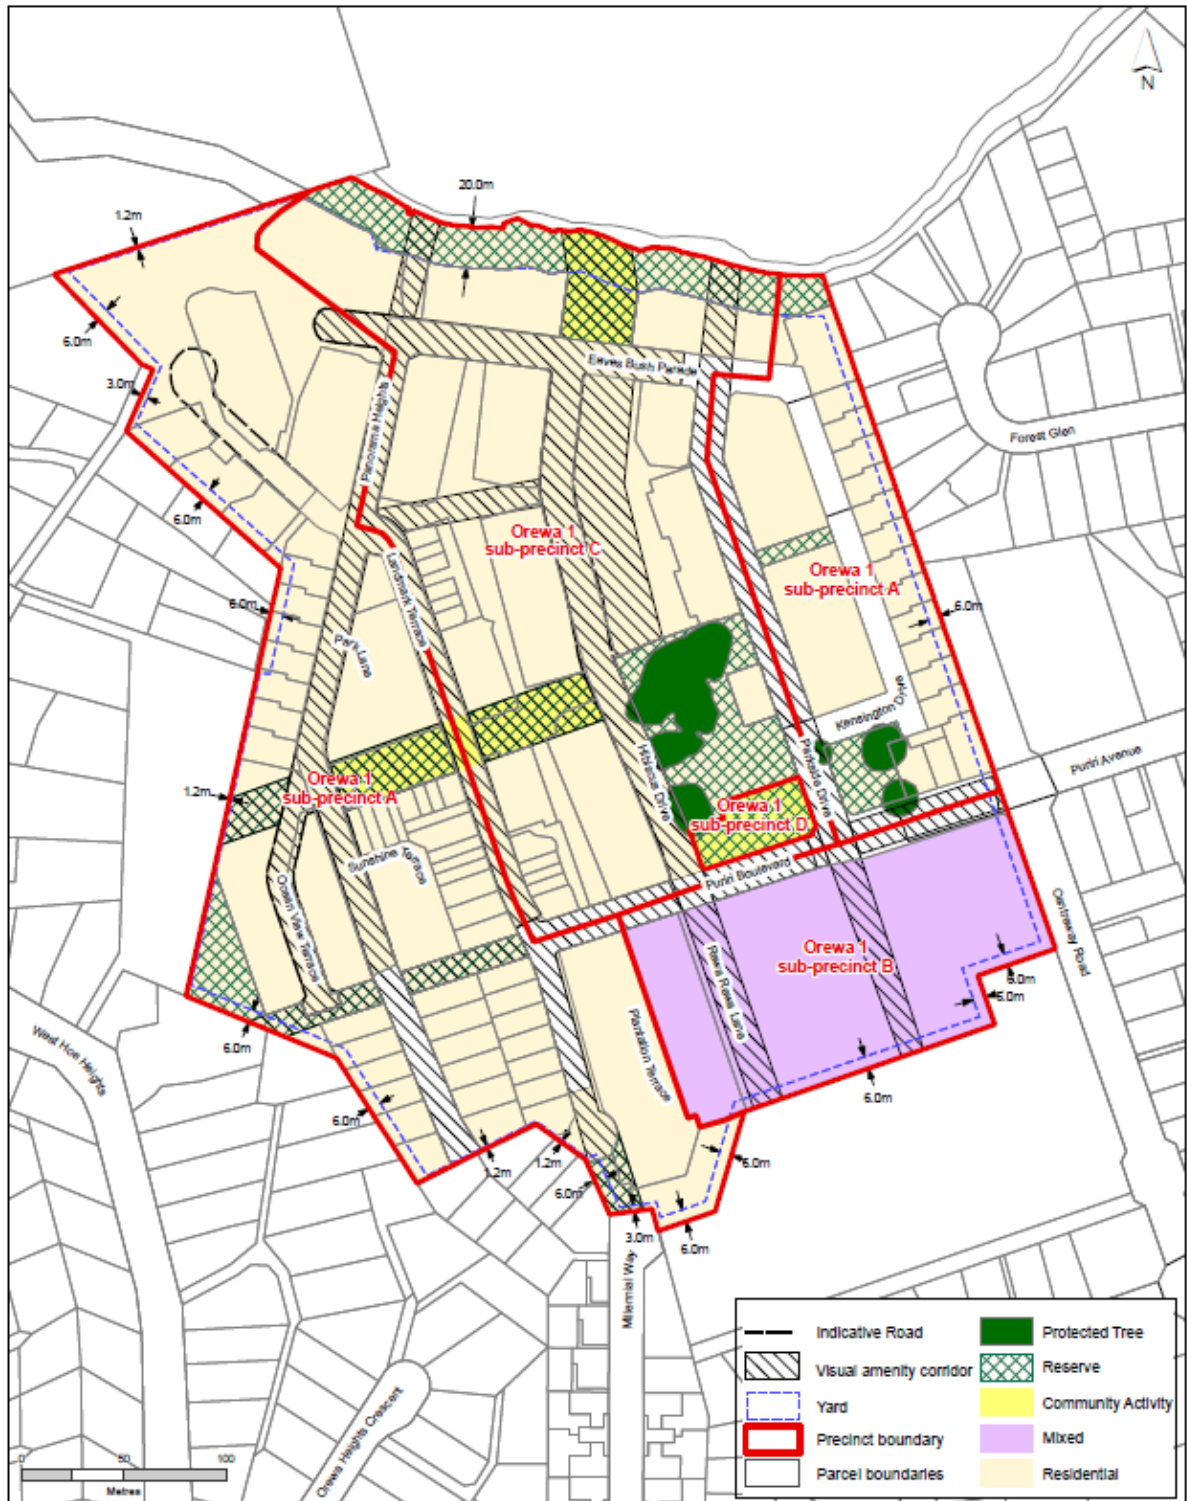 N
20.0m
1.2m
6.0m
3.0m
Eaves Bush Parade
Panorama Heights
Forest Glen
6.0m
Orewa 1
sub-precinct C
Landmark Terrace
Orewa 1
sub-precinct A
6.0m
6.0m
Park Lane
Kensington Drive
Hibiscus Drive
Parkside Drive
Puriri Avenue
1.2m
Orewa 1
sub-precinct A
Orewa 1
sub-precinct D
Sunshine Terrace
Puriri Boulevard
Ocean View Terrace
Orewa 1
sub-precinct B
Rawa Rawa Lane
Centreway Road
6.0m
6.0m
West Hoe Heights
6.0m
Plantation Terrace
6.0m
6.0m
1.2m
1.2m
6.0m
6.0m
3.0m
6.0m
Millennial Way
Orewa Heights Crescent
0 50 100
Metres
Indicative Road
Visual amenity corridor
Yard
Precinct boundary
Parcel boundaries
Protected Tree
Reserve
Community Activity
Mixed
Residential